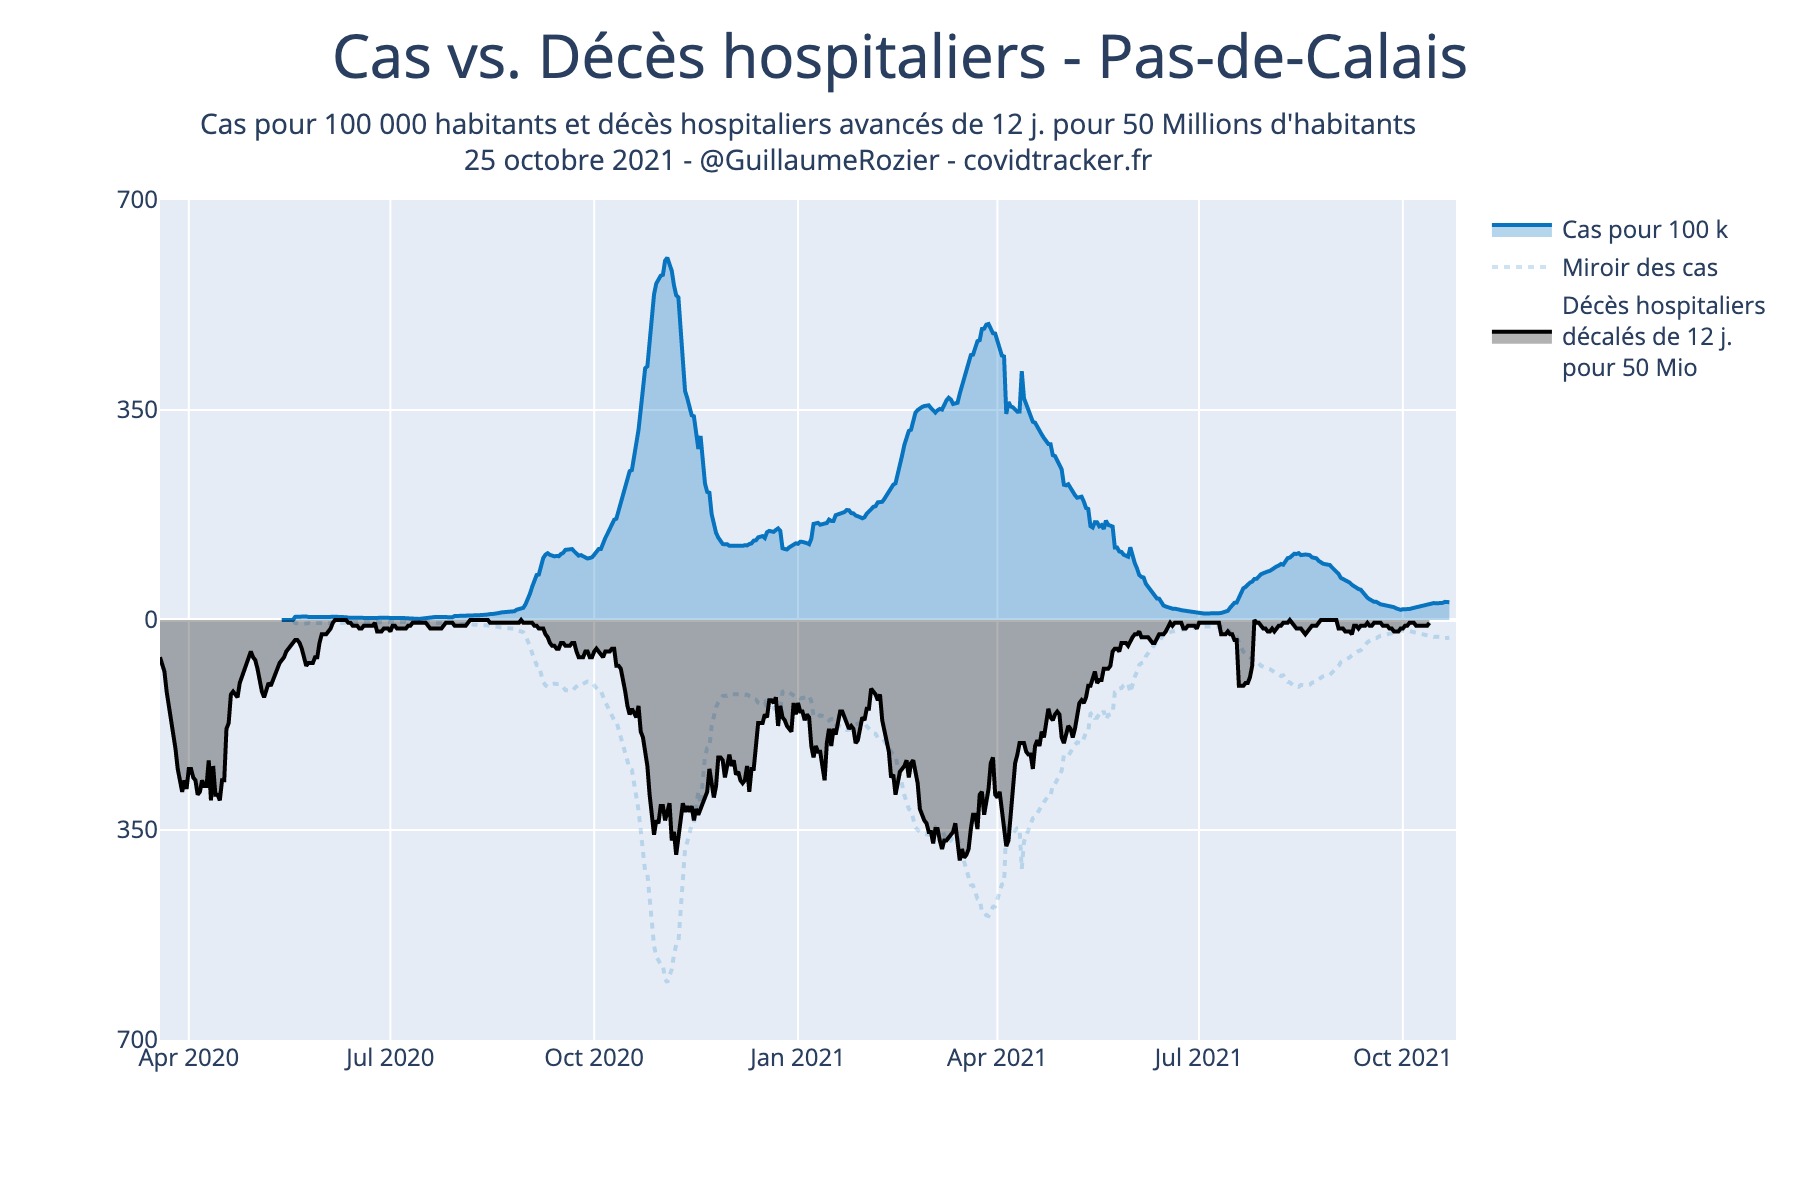 Cas vs. Décès hospitaliers - Pas-de-Calais
Cas pour 100 000 habitants et décès hospitaliers avancés de 12 j. pour 50 Millions d'habitants
25 octobre 2021 - @GuillaumeRozier - covidtracker.fr
700
350
0
350
700
Apr 2020
Jul 2020
Oct 2020
Jan 2021
Apr 2021
Jul 2021
Oct 2021
Cas pour 100 k
Miroir des cas
Décès hospitaliers
décalés de 12 j.
pour 50 Mio